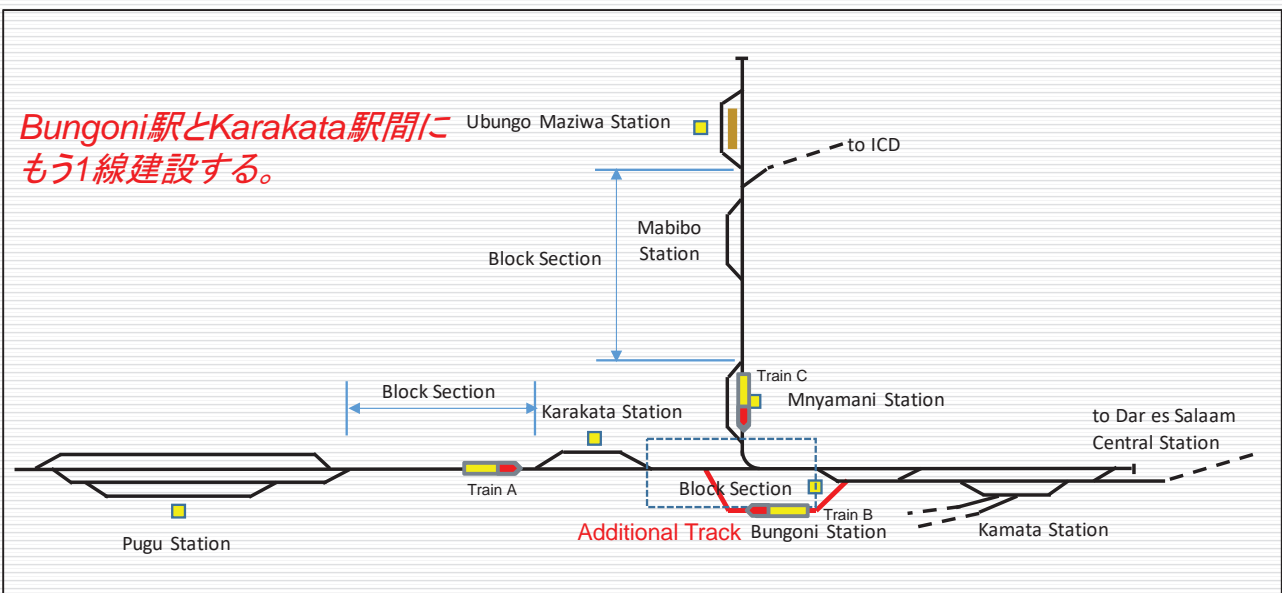 Bungoni駅とKarakata駅間に
もう1線建設する。
Ubungo Maziwa Station
to ICD
Mabibo
Station
Block Section
Train C
Mnyamani Station
Block Section
Karakata Station
to Dar es Salaam
Central Station
Train A
Block Section
Train B
Additional Track
Bungoni Station
Kamata Station
Pugu Station